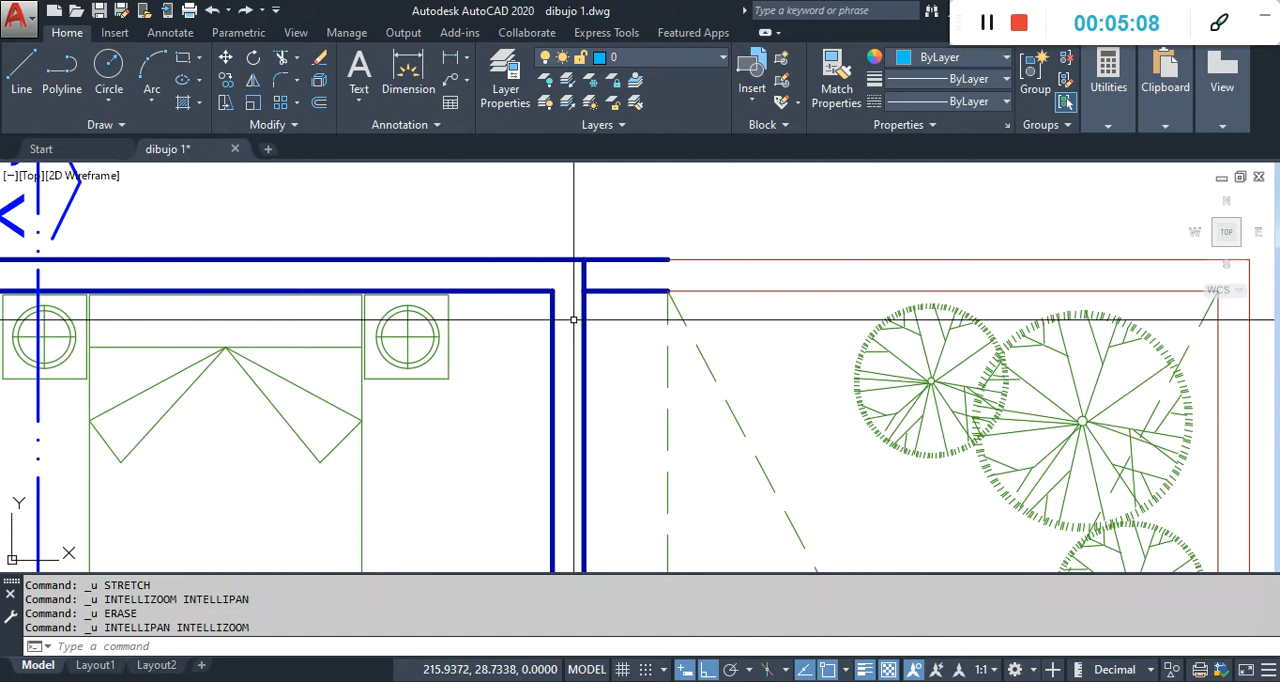 Autodesk AutoCAD 2020 dibujo 1.dwg
Type a keyword or phrase
00:05:08
A
Home Insert Annotate Parametric View Manage Output Add-ins Collaborate Express Tools Featured Apps
Line Polyline Circle Arc
Text Dimension
Layer Properties
0
Insert
Match Properties
ByLayer
ByLayer
ByLayer
Group
Utilities Clipboard View
Draw Modify Annotation Layers Block Properties Groups
Start dibujo 1*
[−][Top][2D Wireframe]
N
W TOP E
WCS
Y
X
Command: _u STRETCH
Command: _u INTELLIZOOM INTELLIPAN
Command: _u ERASE
Command: _u INTELLIPAN INTELLIZOOM
Type a command
Model Layout1 Layout2 + 215.9372, 28.7338, 0.0000 MODEL 1:1 Decimal